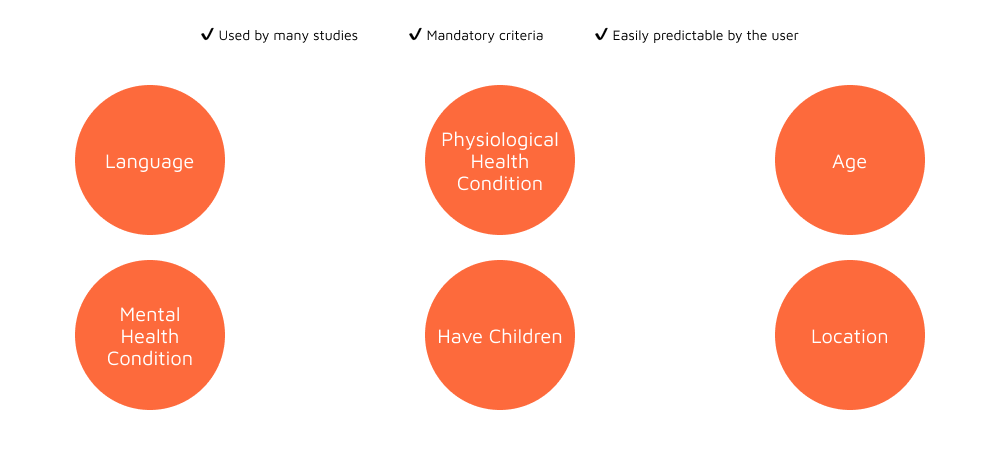 ✓ Used by many studies ✓ Mandatory criteria ✓ Easily predictable by the user
Language
Physiological
Health
Condition
Age
Mental
Health
Condition
Have Children
Location